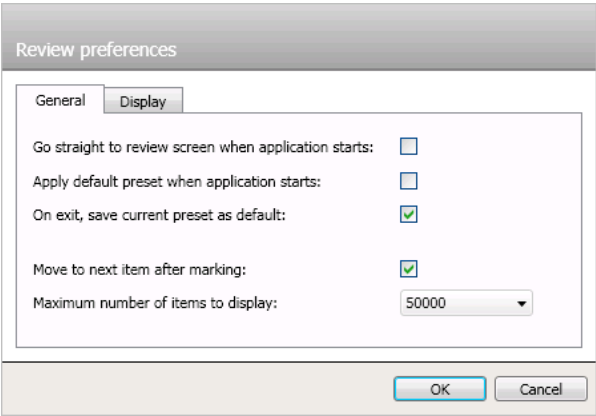 Review preferences
General Display
Go straight to review screen when application starts:
Apply default preset when application starts:
On exit, save current preset as default:
Move to next item after marking:
Maximum number of items to display: 50000
OK Cancel